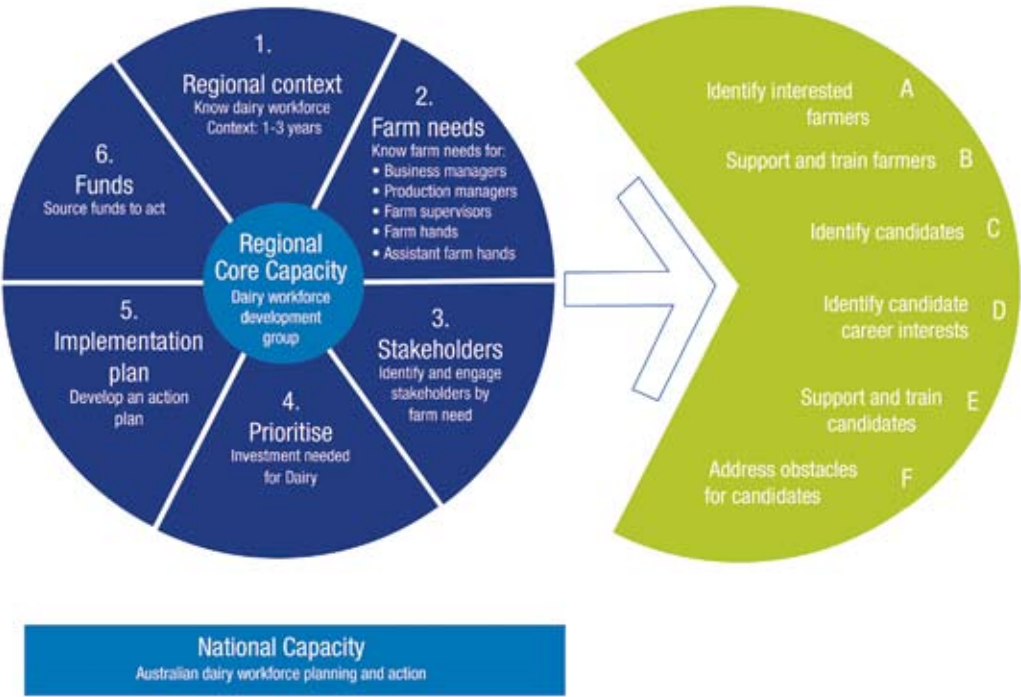 1.
Regional context
Know dairy workforce
Context: 1-3 years
2.
Farm needs
Know farm needs for:
• Business managers
• Production managers
• Farm supervisors
• Farm hands
• Assistant farm hands
3.
Stakeholders
Identify and engage
stakeholders by
farm need
4.
Prioritise
Investment needed
for Dairy
5.
Implementation
plan
Develop an action
plan
6.
Funds
Source funds to act
Regional
Core Capacity
Dairy workforce
development
group
Identify interested
farmers
A
Support and train farmers B
Identify candidates C
Identify candidate
career interests
D
Support and train
candidates
E
Address obstacles
for candidates
F
National Capacity
Australian dairy workforce planning and action